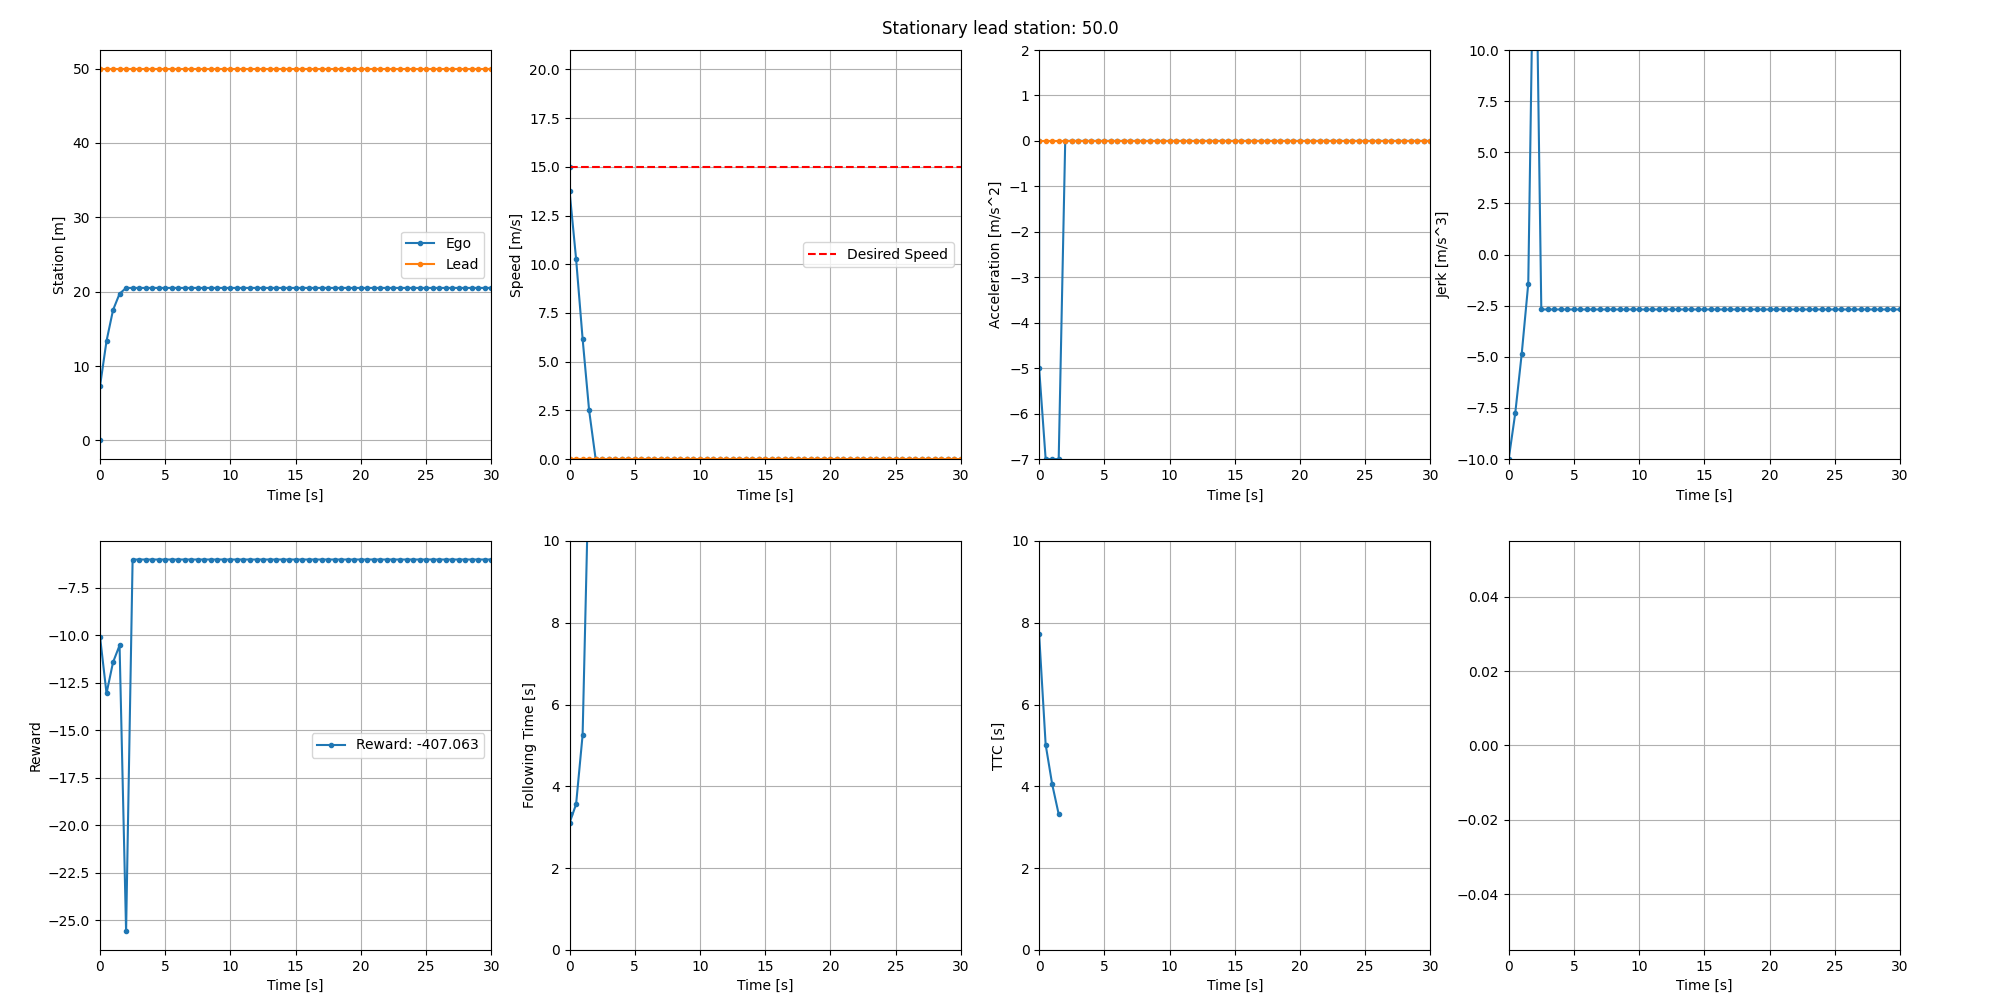 Stationary lead station: 50.0
Station [m]
50
40
30
20
10
0
Ego
Lead
0 5 10 15 20 25 30
Time [s]
Speed [m/s]
20.0
17.5
15.0
12.5
10.0
7.5
5.0
2.5
0.0
Desired Speed
0 5 10 15 20 25 30
Time [s]
Acceleration [m/s^2]
2
1
0
−1
−2
−3
−4
−5
−6
−7
0 5 10 15 20 25 30
Time [s]
Jerk [m/s^3]
10.0
7.5
5.0
2.5
0.0
−2.5
−5.0
−7.5
−10.0
0 5 10 15 20 25 30
Time [s]
Reward
−7.5
−10.0
−12.5
−15.0
−17.5
−20.0
−22.5
−25.0
Reward: -407.063
0 5 10 15 20 25 30
Time [s]
Following Time [s]
10
8
6
4
2
0
0 5 10 15 20 25 30
Time [s]
TTC [s]
10
8
6
4
2
0
0 5 10 15 20 25 30
Time [s]
0.04
0.02
0.00
−0.02
−0.04
0 5 10 15 20 25 30
Time [s]